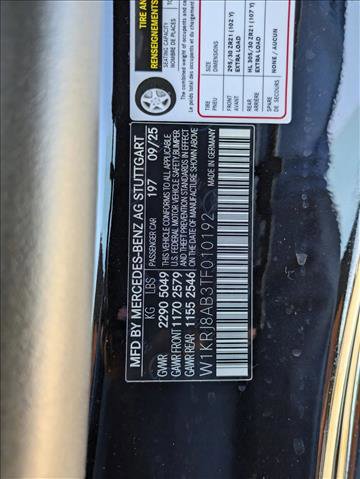 TIRE AND
RENSEIGNEMENTS
SEATING CAPACITY
NOMBRE DE PLACES
The combined weight of occupants and
Le poids total des occupants et du
TIRE
PNEU
SIZE
DIMENSIONS
FRONT
AVANT
295/30 ZR21 (102 Y)
EXTRA LOAD
REAR
ARRIÈRE
HL 305/30 ZR21 (107 Y)
EXTRA LOAD
SPARE
DE SECOURS
NONE / AUCUN
MFD BY MERCEDES-BENZ AG STUTTGART
PASSENGER CAR 197 09/25
KG LBS
GVWR 2290 5049
GAWR FRONT 1170 2579
GAWR REAR 1155 2546
THIS VEHICLE CONFORMS TO ALL APPLICABLE
U.S. FEDERAL MOTOR VEHICLE SAFETY, BUMPER,
AND THEFT PREVENTION STANDARDS IN EFFECT
ON THE DATE OF MANUFACTURE SHOWN ABOVE
W1KRJ8AB3TF010192
MADE IN GERMANY